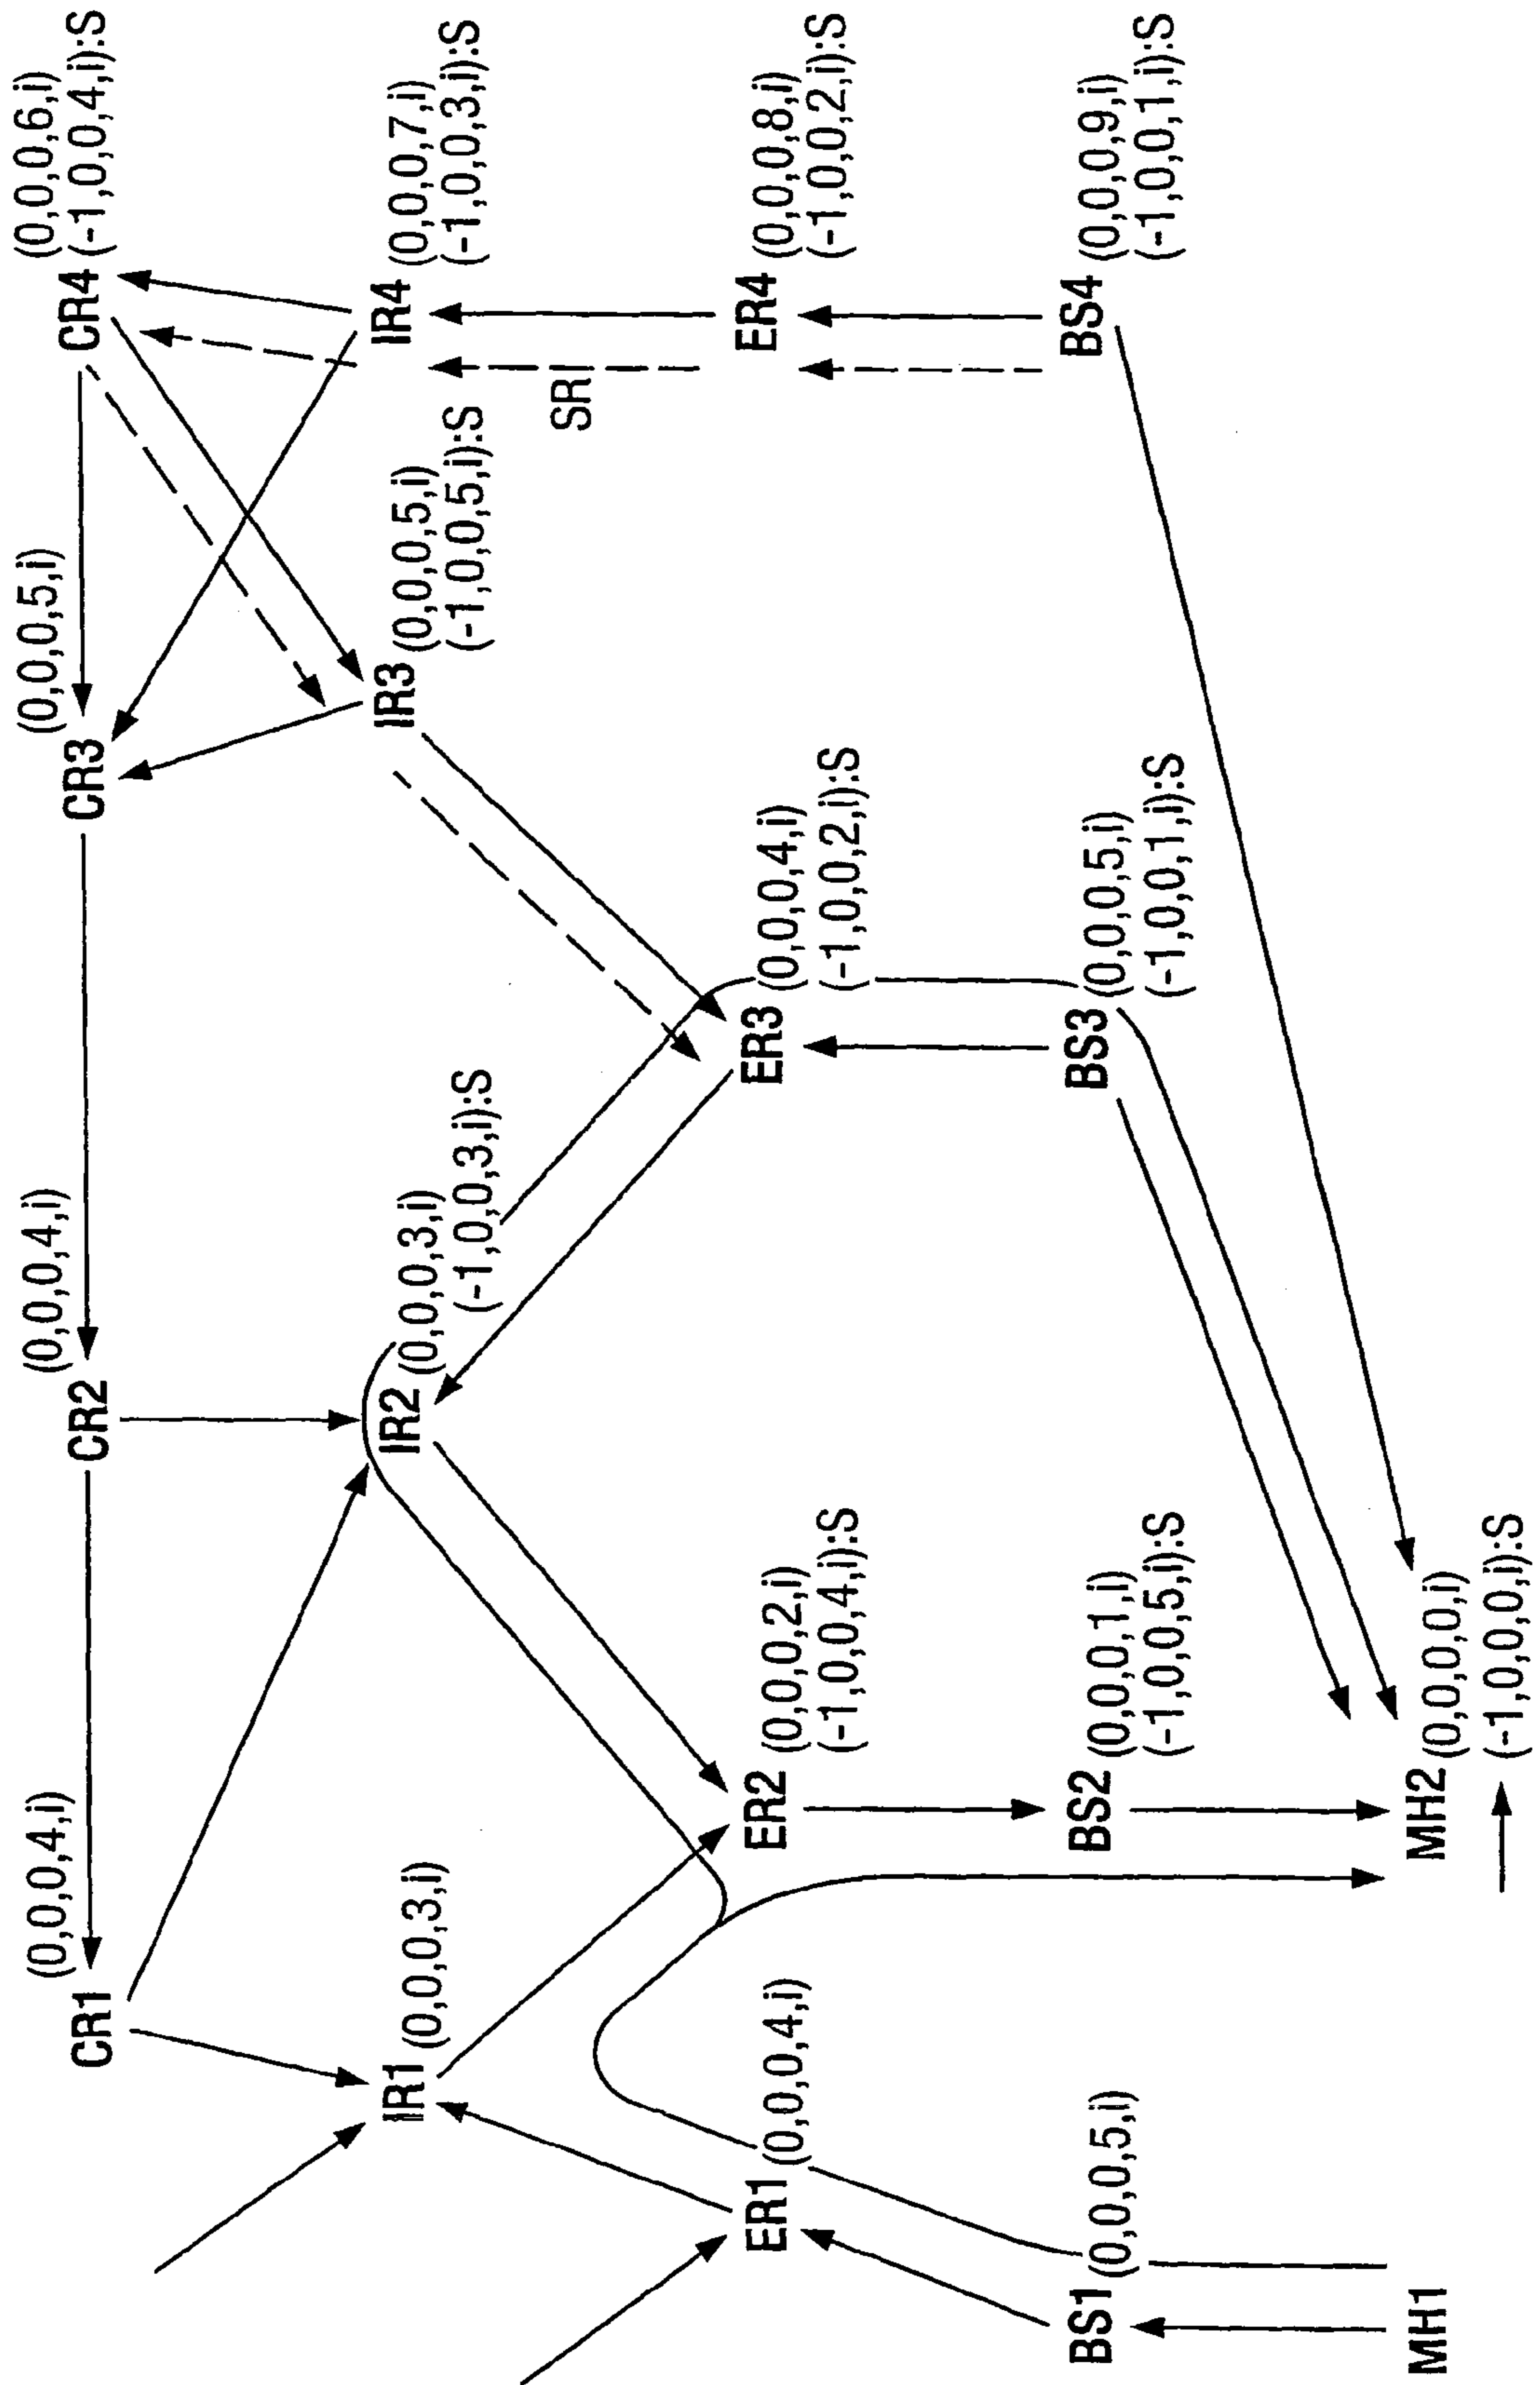 CR1
(0,0,0,4,i)
CR2
(0,0,0,4,i)
CR3
(0,0,0,5,i)
CR4
(0,0,0,6,i)
(-1,0,0,4,i):S
IR1
(0,0,0,3,i)
IR2
(0,0,0,3,i)
(-1,0,0,3,i):S
IR3
(0,0,0,5,i)
(-1,0,0,5,i):S
IR4
(0,0,0,7,i)
(-1,0,0,3,i):S
SR
ER1
(0,0,0,4,i)
ER2
(0,0,0,2,i)
(-1,0,0,4,i):S
ER3
(0,0,0,4,i)
(-1,0,0,2,i):S
ER4
(0,0,0,8,i)
(-1,0,0,2,i):S
BS1
(0,0,0,5,i)
BS2
(0,0,0,1,i)
(-1,0,0,5,i):S
BS3
(0,0,0,5,i)
(-1,0,0,1,i):S
BS4
(0,0,0,9,i)
(-1,0,0,1,i):S
MH1
MH2
(0,0,0,0,i)
(-1,0,0,0,i):S